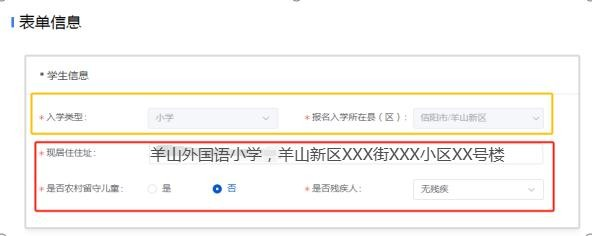 表单信息
* 学生信息
* 入学类型： 小学 * 报名入学所在县（区）： 信阳市/羊山新区
* 现居住住址： 羊山外国语小学，羊山新区XXX街XXX小区XX号楼
* 是否农村留守儿童： 是 否 * 是否残疾人： 无残疾